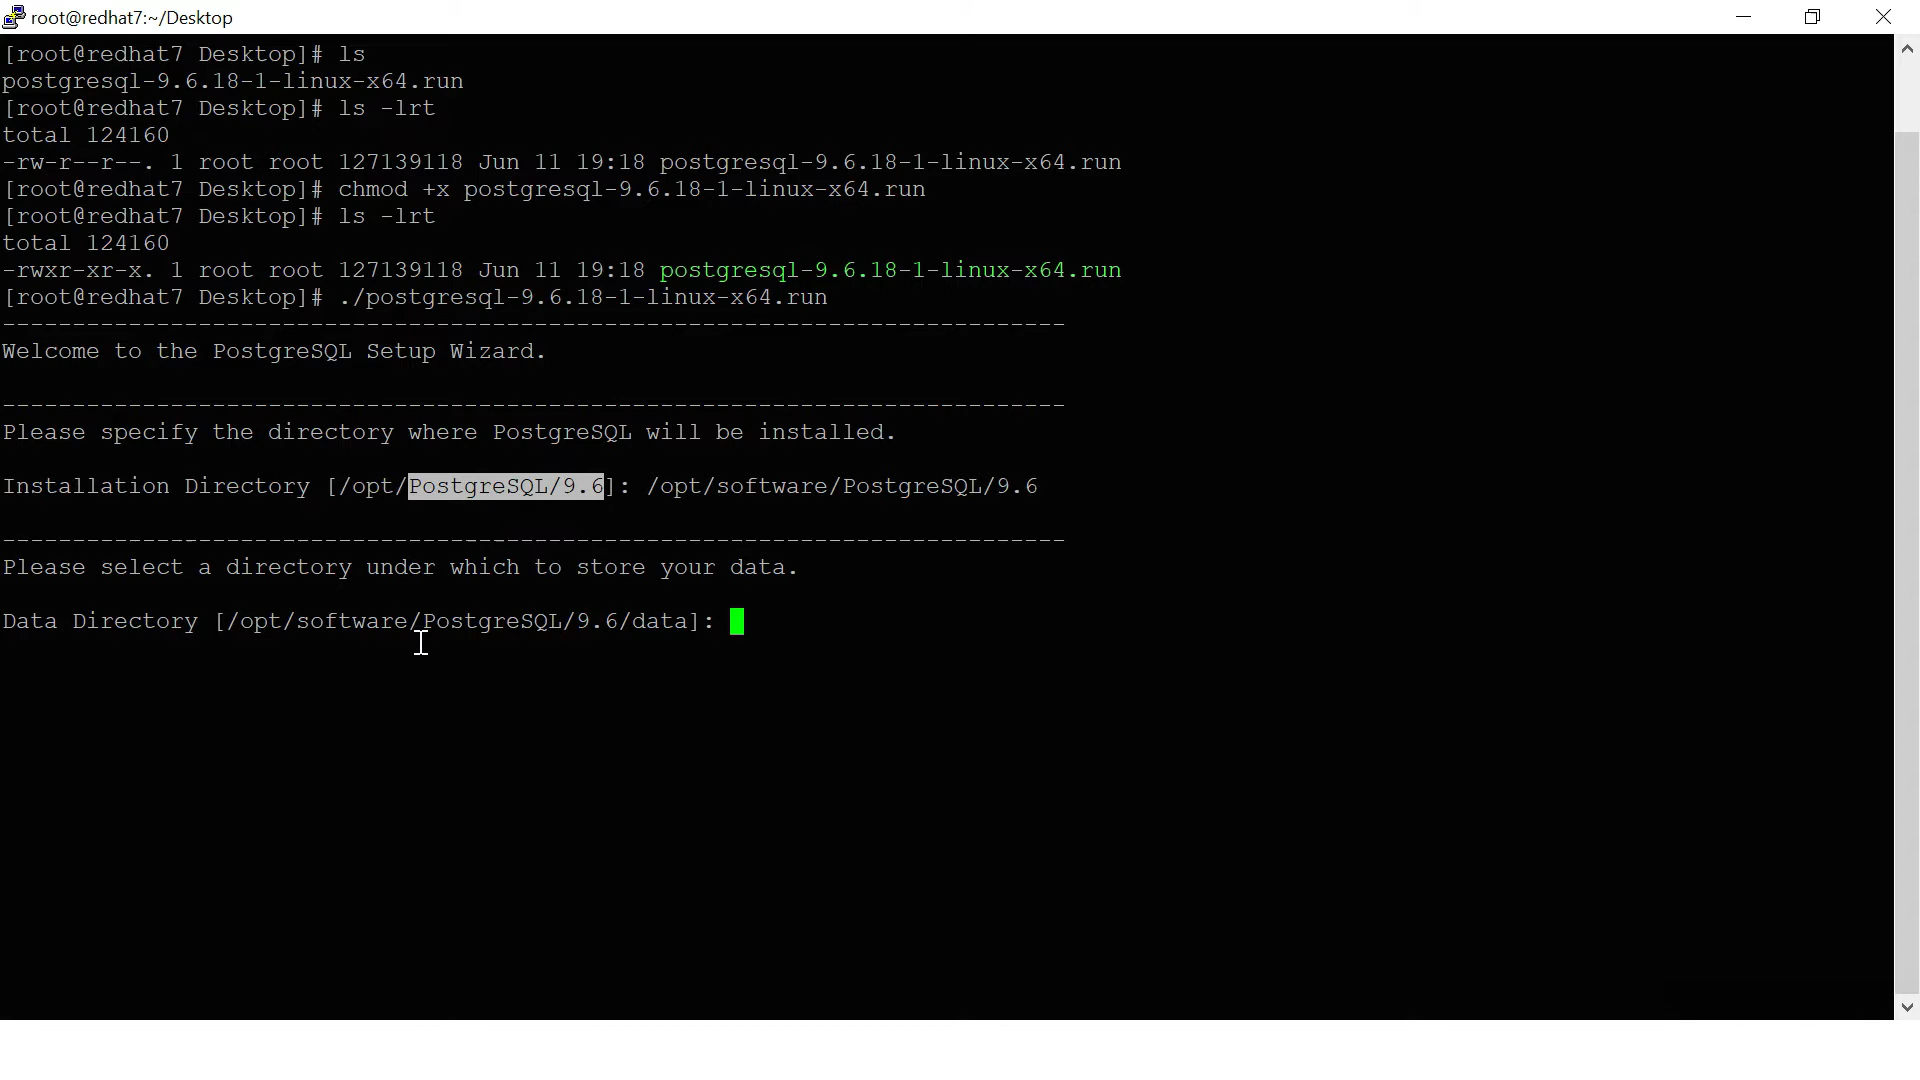 root@redhat7:~/Desktop
[root@redhat7 Desktop]# ls
postgresql-9.6.18-1-linux-x64.run
[root@redhat7 Desktop]# ls -lrt
total 124160
-rw-r--r--. 1 root root 127139118 Jun 11 19:18 postgresql-9.6.18-1-linux-x64.run
[root@redhat7 Desktop]# chmod +x postgresql-9.6.18-1-linux-x64.run
[root@redhat7 Desktop]# ls -lrt
total 124160
-rwxr-xr-x. 1 root root 127139118 Jun 11 19:18 postgresql-9.6.18-1-linux-x64.run
[root@redhat7 Desktop]# ./postgresql-9.6.18-1-linux-x64.run
----------------------------------------------------------------------------
Welcome to the PostgreSQL Setup Wizard.
----------------------------------------------------------------------------
Please specify the directory where PostgreSQL will be installed.
Installation Directory [/opt/PostgreSQL/9.6]: /opt/software/PostgreSQL/9.6
----------------------------------------------------------------------------
Please select a directory under which to store your data.
Data Directory [/opt/software/PostgreSQL/9.6/data]: